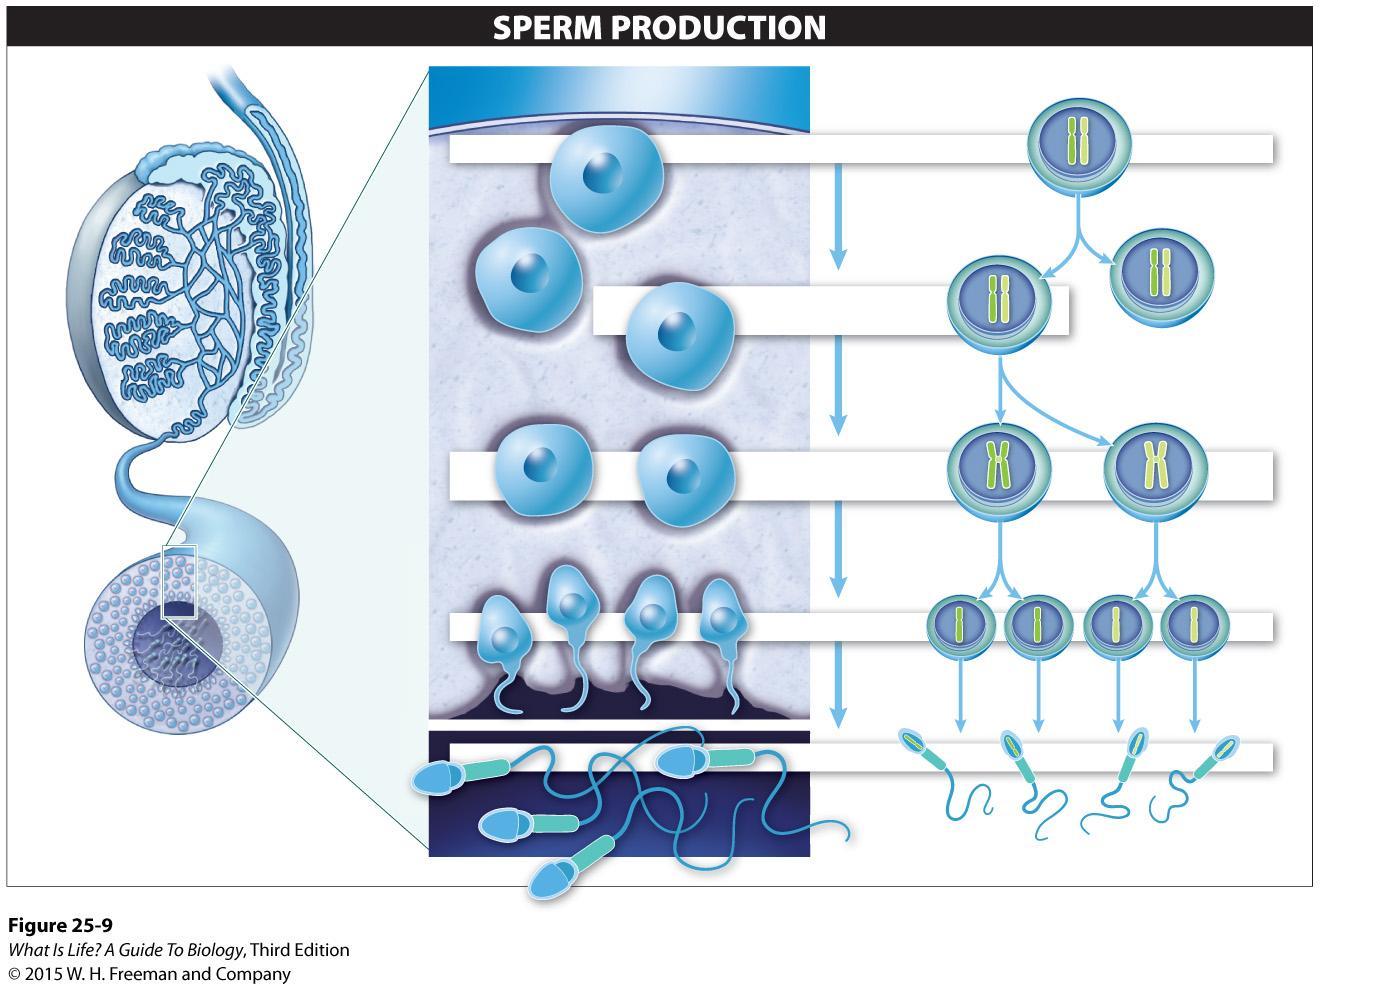 SPERM PRODUCTION
Figure 25-9
What Is Life? A Guide To Biology, Third Edition
© 2015 W. H. Freeman and Company